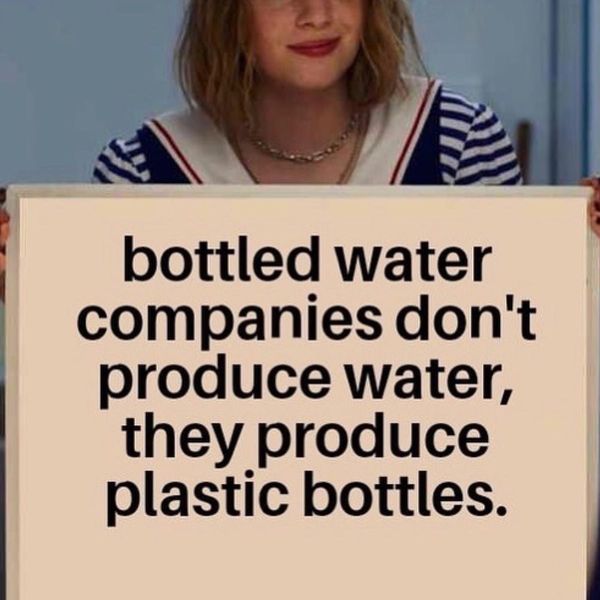 bottled water
companies don't
produce water,
they produce
plastic bottles.